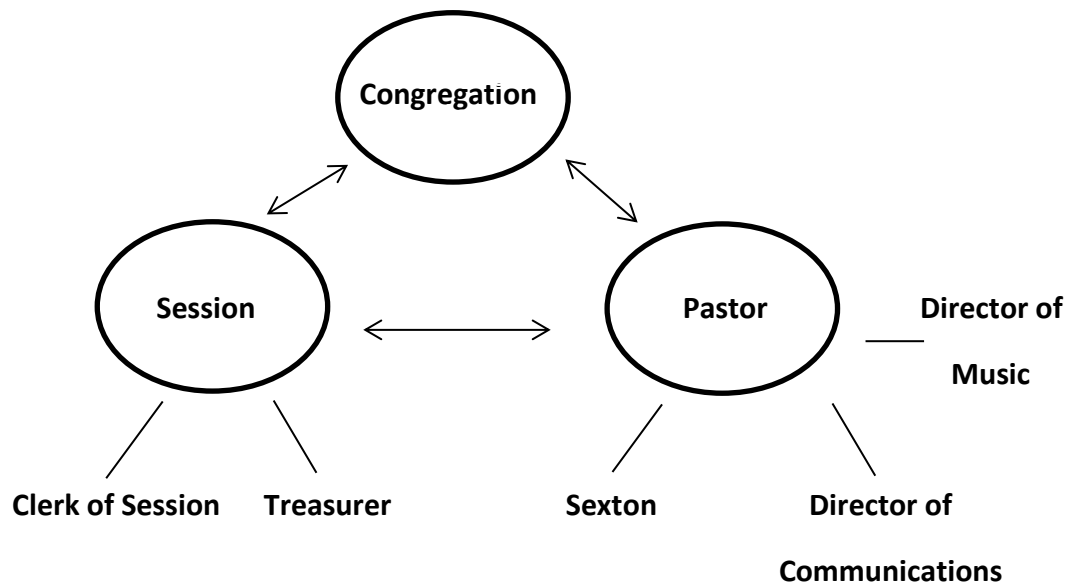 Congregation
Session
Pastor
Director of
Music
Clerk of Session
Treasurer
Sexton
Director of
Communications